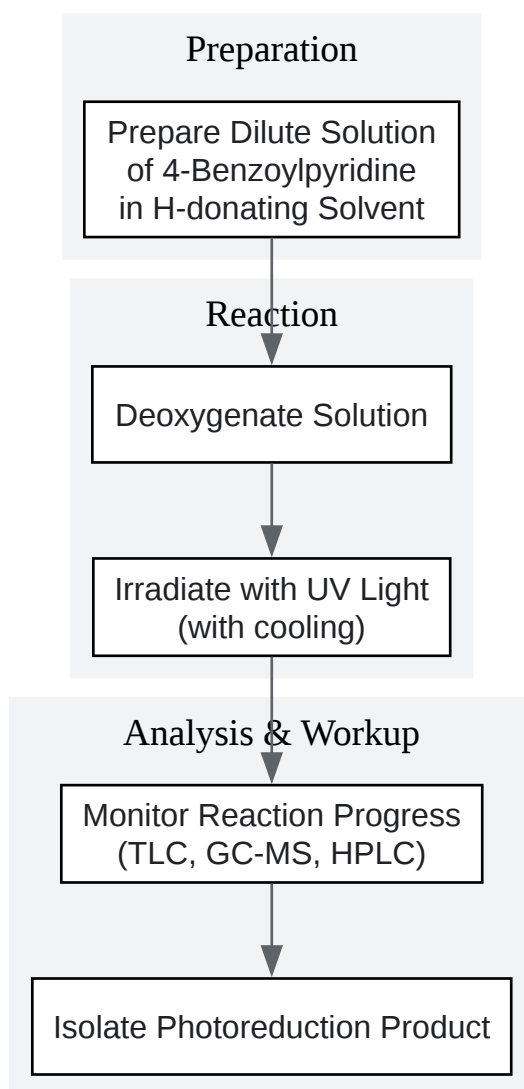 Preparation
Prepare Dilute Solution
of 4-Benzoylpyridine
in H-donating Solvent
Reaction
Deoxygenate Solution
Irradiate with UV Light
(with cooling)
Analysis & Workup
Monitor Reaction Progress
(TLC, GC-MS, HPLC)
Isolate Photoreduction Product